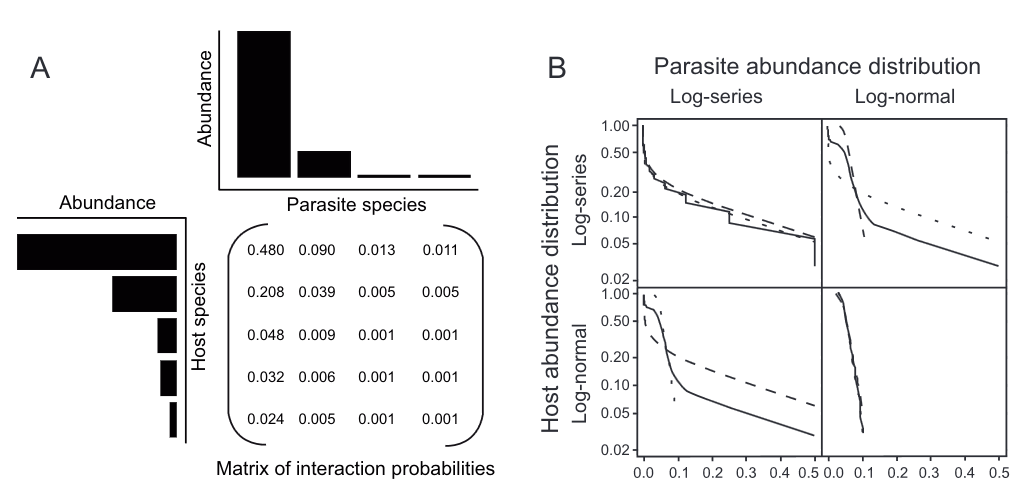 A
Abundance
Parasite species
Abundance
Host species
0.480 0.090 0.013 0.011
0.208 0.039 0.005 0.005
0.048 0.009 0.001 0.001
0.032 0.006 0.001 0.001
0.024 0.005 0.001 0.001
Matrix of interaction probabilities
B
Parasite abundance distribution
Log-series Log-normal
Host abundance distribution
Log-series
Log-normal
1.00
0.50
0.20
0.10
0.05
0.02
1.00
0.50
0.20
0.10
0.05
0.02
0.0 0.1 0.2 0.3 0.4 0.5 0.0 0.1 0.2 0.3 0.4 0.5